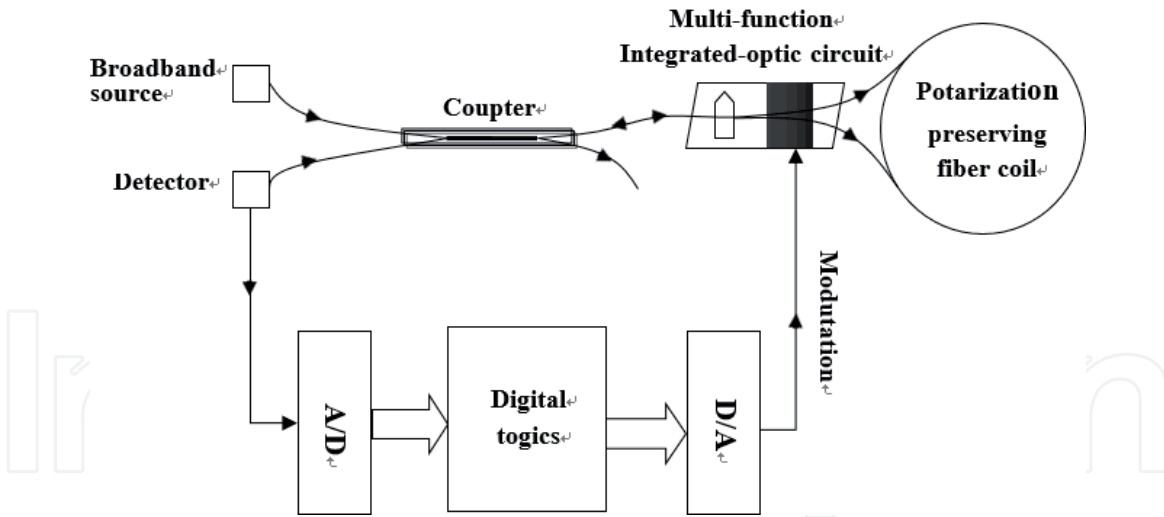 Multi-function
Integrated-optic circuit
Broadband
source
Coupter
Potarization
preserving
fiber coil
Detector
Modutation
A/D
Digital
togics
D/A